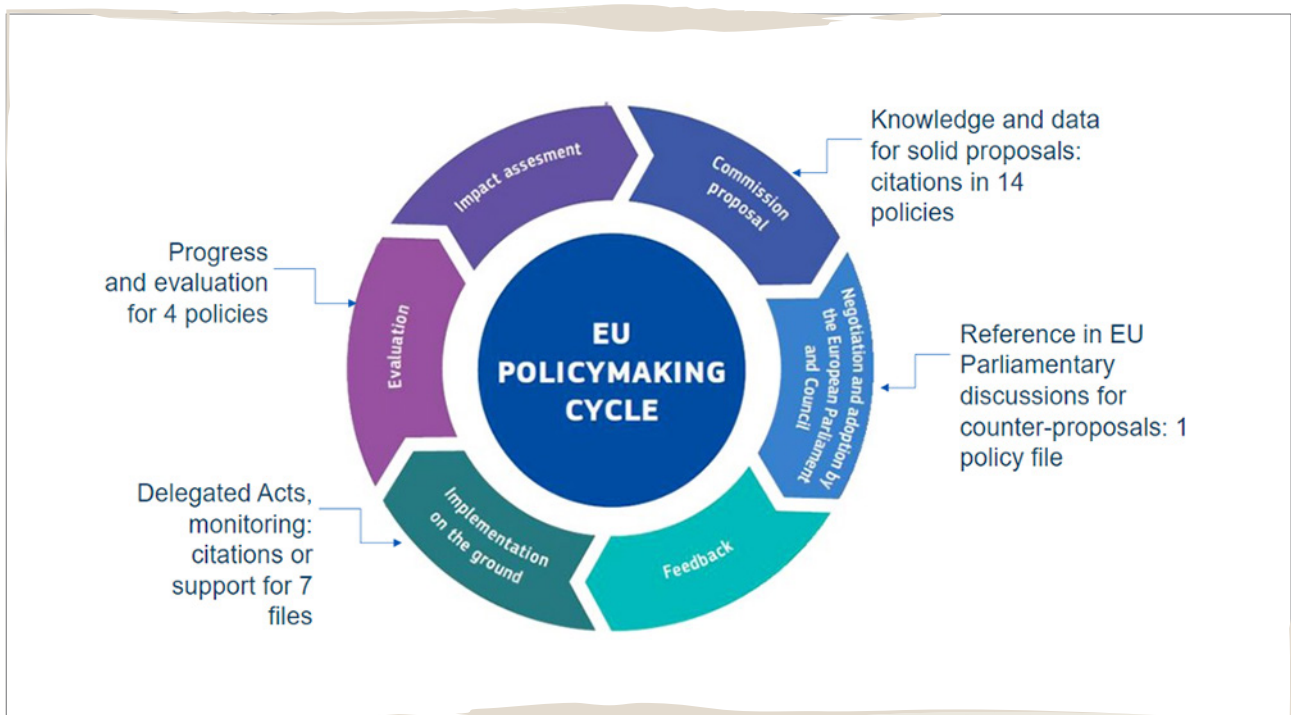 Impact assesment
Commission
proposal
Knowledge and data
for solid proposals:
citations in 14
policies
Progress
and evaluation
for 4 policies
Evaluation
EU
POLICYMAKING
CYCLE
Negotiation and adoption by
the European Parliament
and Council
Reference in EU
Parliamentary
discussions for
counter-proposals: 1
policy file
Delegated Acts,
monitoring:
citations or
support for 7
files
Implementation
on the ground
Feedback